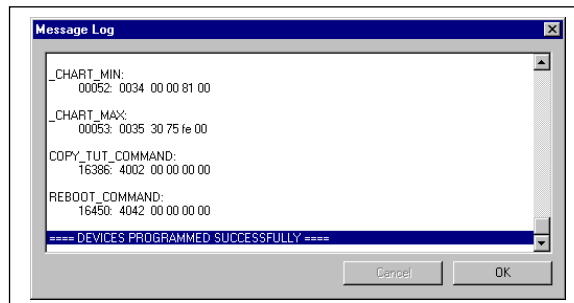 Message Log
_CHART_MIN:
00052: 0034 00 00 81 00
_CHART_MAX:
00053: 0035 30 75 fe 00
COPY_TUT_COMMAND:
16386: 4002 00 00 00 00
REBOOT_COMMAND:
16450: 4042 00 00 00 00
==== DEVICES PROGRAMMED SUCCESSFULLY ====
Cancel
OK